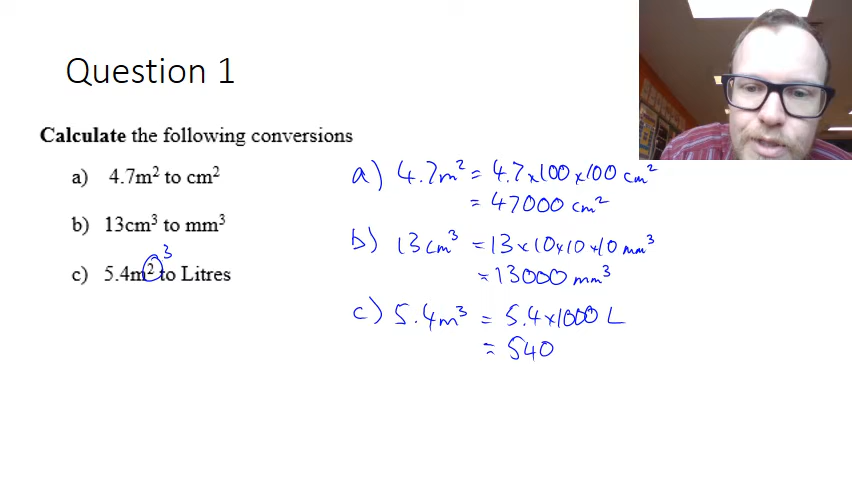 Question 1
Calculate the following conversions
a) 4.7m² to cm²
b) 13cm³ to mm³
c) 5.4m² to Litres
3
a) 4.7m² = 4.7×100×100 cm²
= 47000 cm²
b) 13cm³ = 13×10×10×10 mm³
= 13000 mm³
c) 5.4m³ = 5.4×1000 L
= 540